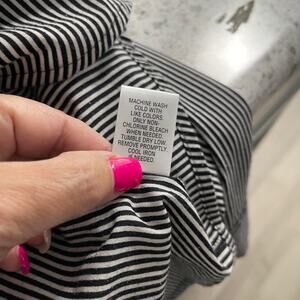 MACHINE WASH
COLD WITH
LIKE COLORS.
ONLY NON-
CHLORINE BLEACH
WHEN NEEDED.
TUMBLE DRY LOW.
REMOVE PROMPTLY.
COOL IRON
IF NEEDED.